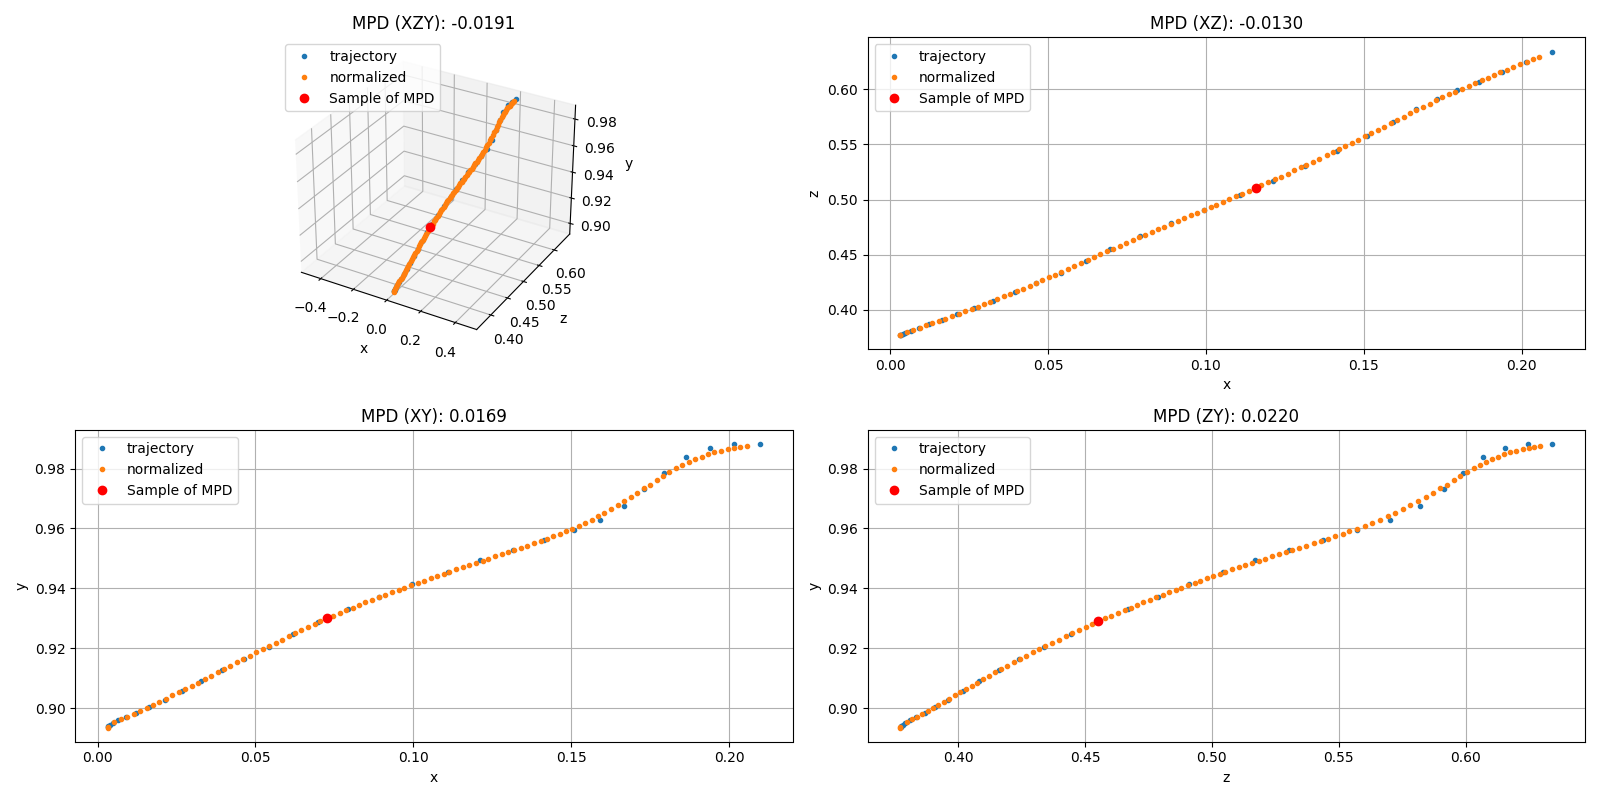 MPD (XZY): -0.0191
trajectory
normalized
Sample of MPD
0.98
0.96
0.94
0.92
0.90
y
0.60
0.55
0.50
0.45
0.40
z
−0.4
−0.2
0.0
0.2
0.4
x
MPD (XZ): -0.0130
trajectory
normalized
Sample of MPD
0.60
0.55
0.50
0.45
0.40
z
0.00 0.05 0.10 0.15 0.20
x
MPD (XY): 0.0169
trajectory
normalized
Sample of MPD
0.98
0.96
0.94
0.92
0.90
y
0.00 0.05 0.10 0.15 0.20
x
MPD (ZY): 0.0220
trajectory
normalized
Sample of MPD
0.98
0.96
0.94
0.92
0.90
y
0.40 0.45 0.50 0.55 0.60
z